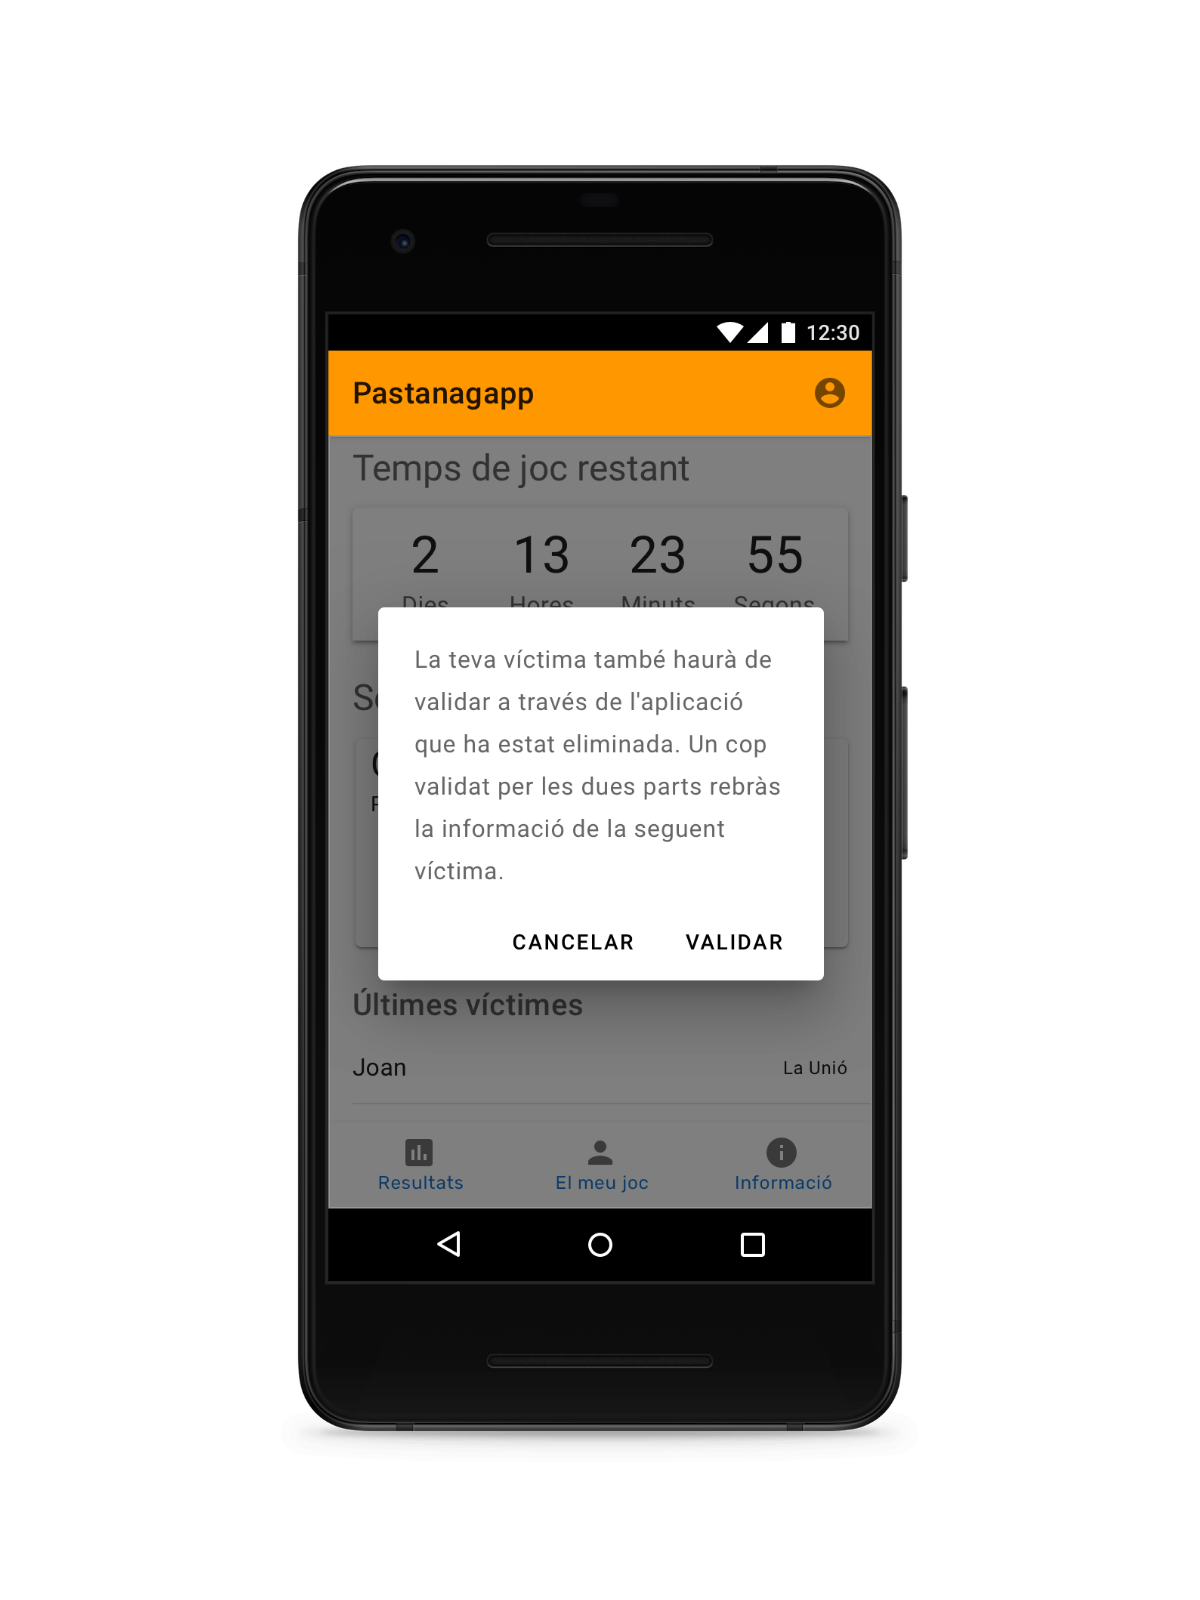 12:30
Pastanagapp
Temps de joc restant
2 13 23 55
Dies Hores Minuts Segons
La teva víctima també haurà de
validar a través de l'aplicació
que ha estat eliminada. Un cop
validat per les dues parts rebràs
la informació de la seguent
víctima.
CANCELAR VALIDAR
Últimes víctimes
Joan La Unió
Resultats El meu joc Informació